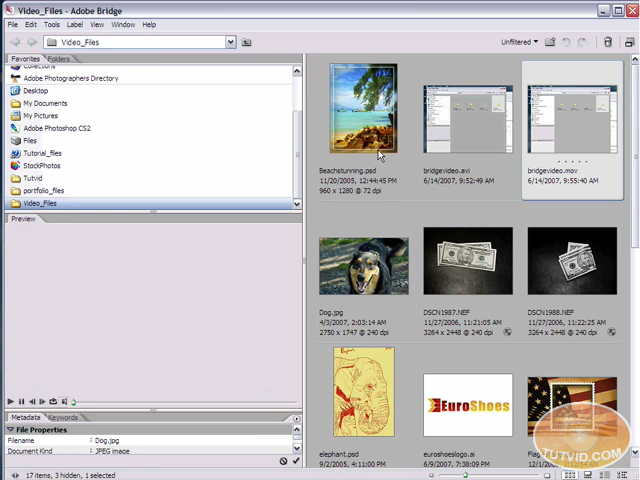 Video_Files - Adobe Bridge
File Edit Tools Label View Window Help
Video_Files
Unfiltered
Favorites Folders
Collections
Adobe Photographers Directory
Desktop
My Documents
My Pictures
Adobe Photoshop CS2
Files
Tutorial_files
StockPhotos
Tutvid
portfolio_files
Video_Files
Preview
Metadata Keywords
File Properties
Filename : Dog.jpg
Document Kind : JPEG image
17 items, 3 hidden, 1 selected
Beachstunning.psd
11/20/2005, 12:44:45 PM
960 x 1280 @ 72 dpi
bridgevideo.avi
6/14/2007, 9:52:49 AM
bridgevideo.mov
6/14/2007, 9:55:40 AM
Dog.jpg
4/3/2007, 2:03:14 AM
2750 x 1747 @ 240 dpi
DSCN1987.NEF
11/27/2006, 11:21:05 AM
3264 x 2448 @ 240 dpi
DSCN1988.NEF
11/27/2006, 11:22:25 AM
3264 x 2448 @ 240 dpi
EuroShoes
elephant.psd
9/2/2005, 4:11:00 PM
euroshoeslogo.ai
6/9/2007, 7:38:09 PM
Flag
12/1/2
TUTVID.COM